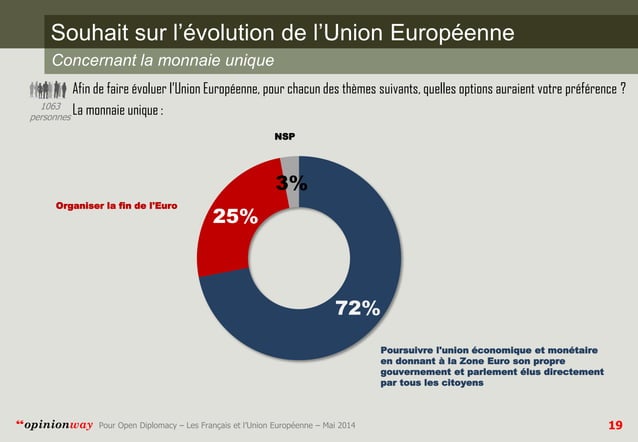 Souhait sur l’évolution de l’Union Européenne
Concernant la monnaie unique
Afin de faire évoluer l’Union Européenne, pour chacun des thèmes suivants, quelles options auraient votre préférence ?
1063
personnes
La monnaie unique :
NSP
3%
Organiser la fin de l’Euro
25%
72%
Poursuivre l’union économique et monétaire
en donnant à la Zone Euro son propre
gouvernement et parlement élus directement
par tous les citoyens
“opinionway Pour Open Diplomacy – Les Français et l’Union Européenne – Mai 2014
19